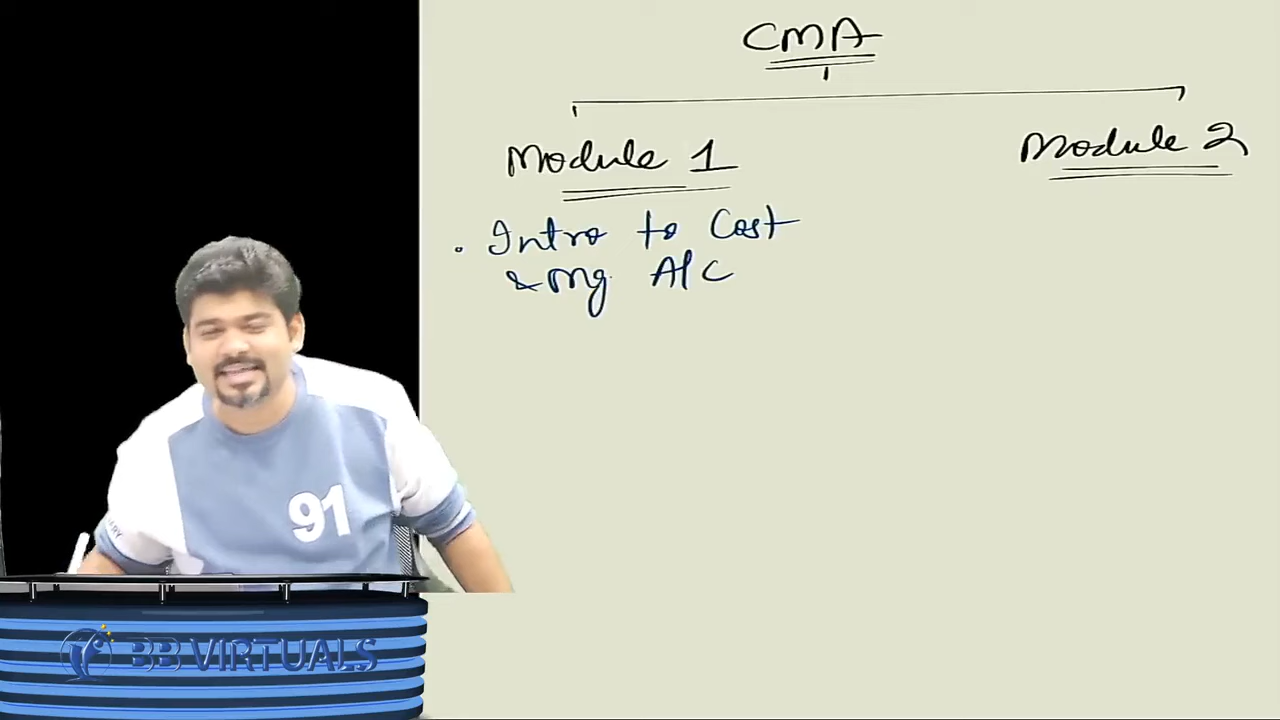 CMA
Module 1
Module 2
. Intro to Cost
& Mg. A/C
91
BB VIRTUALS